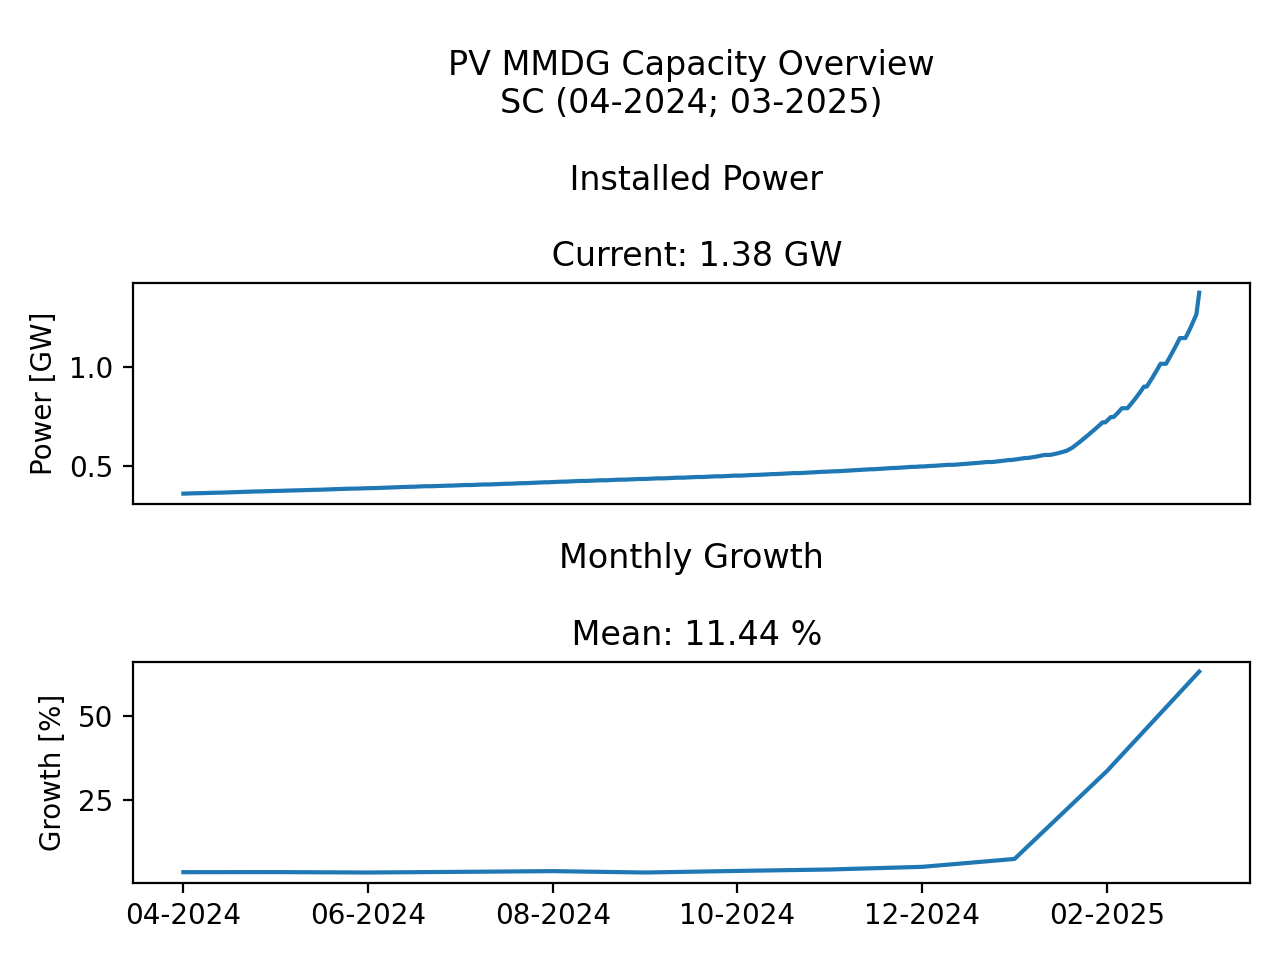 PV MMDG Capacity Overview
SC (04-2024; 03-2025)
Installed Power
Current: 1.38 GW
Power [GW]
1.0
0.5
Monthly Growth
Mean: 11.44 %
Growth [%]
50
25
04-2024
06-2024
08-2024
10-2024
12-2024
02-2025